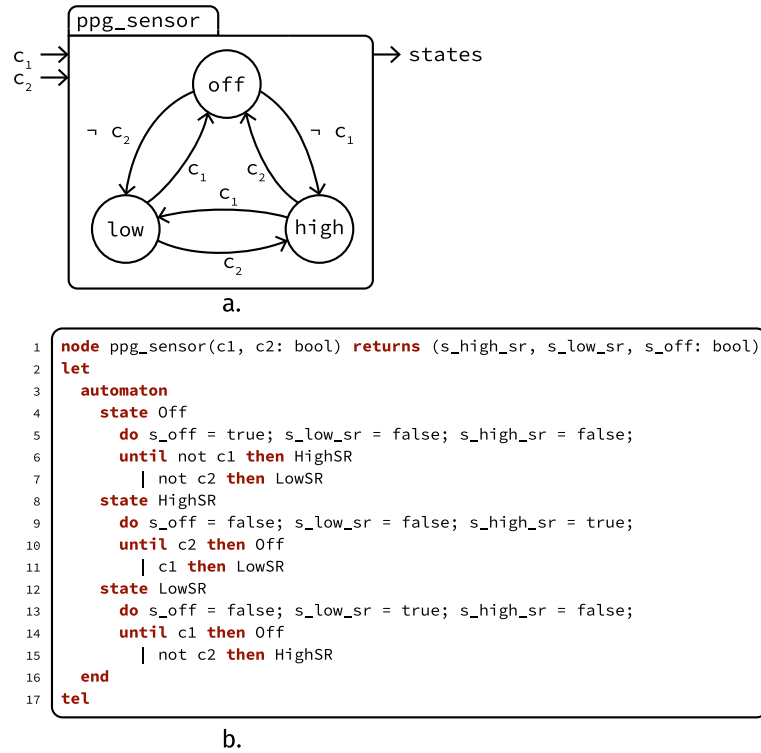 ppg_sensor
c1
c2
states
off
¬ c2
¬ c1
c1
c2
c1
low
high
c2
a.
1 node ppg_sensor(c1, c2: bool) returns (s_high_sr, s_low_sr, s_off: bool)
2 let
3 automaton
4 state Off
5 do s_off = true; s_low_sr = false; s_high_sr = false;
6 until not c1 then HighSR
7 | not c2 then LowSR
8 state HighSR
9 do s_off = false; s_low_sr = false; s_high_sr = true;
10 until c2 then Off
11 | c1 then LowSR
12 state LowSR
13 do s_off = false; s_low_sr = true; s_high_sr = false;
14 until c1 then Off
15 | not c2 then HighSR
16 end
17 tel
b.